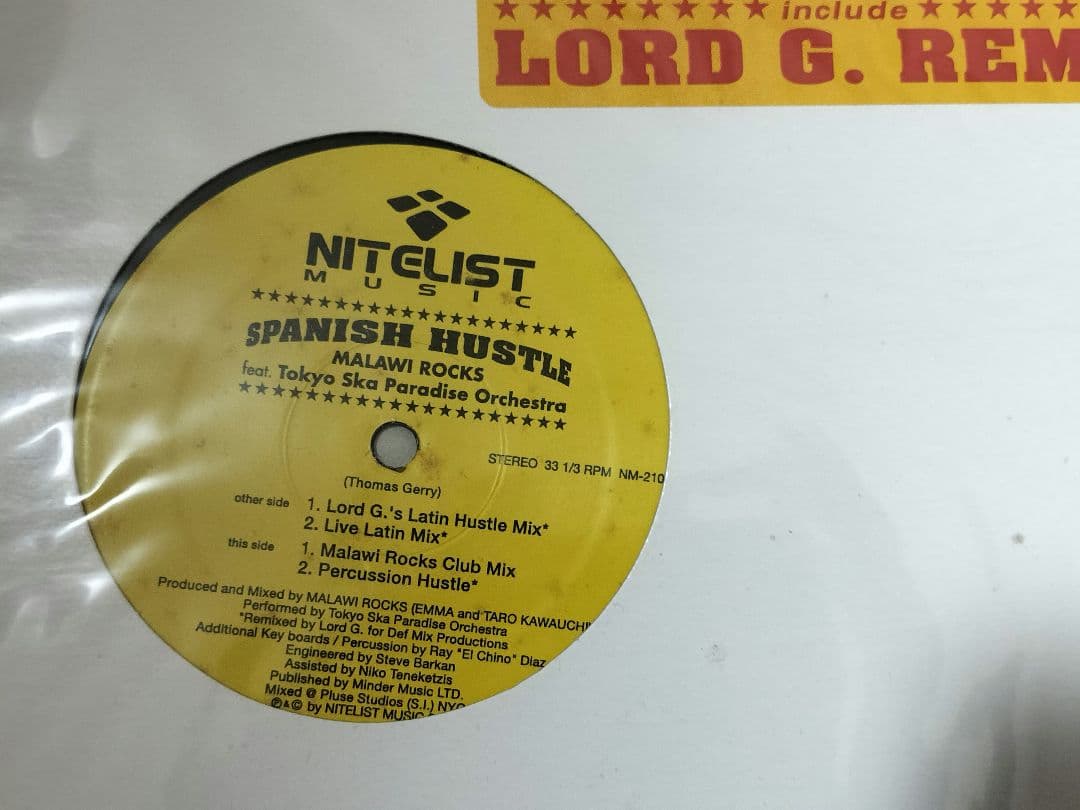 ★★★★★★★★ include ★★★★★
LORD G. REM
NITELIST
MUSIC
★★★★★★★★★★★★★★★★★★★★
SPANISH HUSTLE
MALAWI ROCKS
feat. Tokyo Ska Paradise Orchestra
★★★★★★★★★★★★★★★★★★★★
STEREO 33 1/3 RPM NM-210
(Thomas Gerry)
other side 1. Lord G.'s Latin Hustle Mix*
2. Live Latin Mix*
this side 1. Malawi Rocks Club Mix
2. Percussion Hustle*
Produced and Mixed by MALAWI ROCKS (EMMA and TARO KAWAUCHI
Performed by Tokyo Ska Paradise Orchestra
*Remixed by Lord G. for Def Mix Productions
Additional Key boards / Percussion by Ray "El Chino" Diaz
Engineered by Steve Barkan
Assisted by Niko Teneketzis
Published by Minder Music LTD.
Mixed @ Pluse Studios (S.I.) NYC
℗&© by NITELIST MUSIC